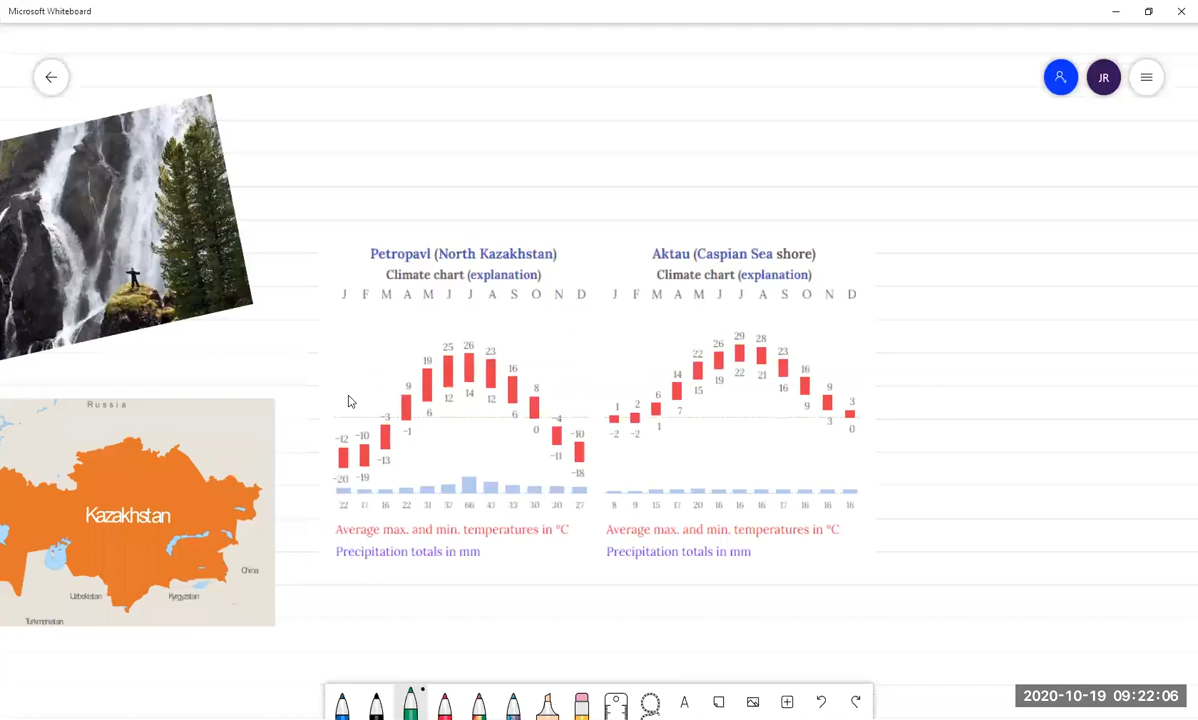 Microsoft Whiteboard
JR
Petropavl (North Kazakhstan)
Climate chart (explanation)
J F M A M J J A S O N D
9 19 25 26 23 16 8
-12 -10 -3 -4 -10
-1 6 12 14 12 6 0
-20 -19 -13 -11 -18
22 17 16 22 31 37 66 47 33 30 30 27
Average max. and min. temperatures in °C
Precipitation totals in mm
Aktau (Caspian Sea shore)
Climate chart (explanation)
J F M A M J J A S O N D
1 2 6 14 22 26 29 28 23 16 9 3
-2 -2 1 7 15 19 22 21 16 9 3 0
8 9 15 17 20 16 16 16 17 16 16 16
Average max. and min. temperatures in °C
Precipitation totals in mm
Russia
Kazakhstan
China
Uzbekistan
Kyrgyzstan
Turkmenistan
A
2020-10-19 09:22:06